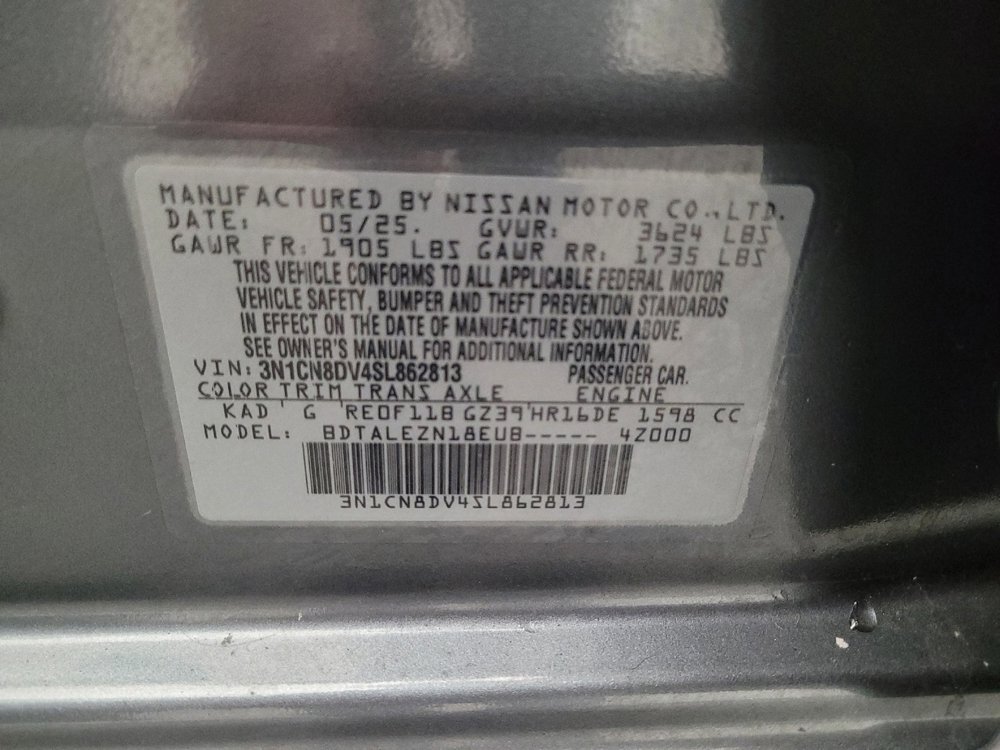 MANUFACTURED BY NISSAN MOTOR CO.,LTD.
DATE: 05/25. GVWR: 3624 LBS
GAWR FR: 1905 LBS GAWR RR: 1735 LBS
THIS VEHICLE CONFORMS TO ALL APPLICABLE FEDERAL MOTOR
VEHICLE SAFETY, BUMPER AND THEFT PREVENTION STANDARDS
IN EFFECT ON THE DATE OF MANUFACTURE SHOWN ABOVE.
SEE OWNER'S MANUAL FOR ADDITIONAL INFORMATION.
VIN: 3N1CN8DV4SL862813 PASSENGER CAR.
COLOR TRIM TRANS AXLE ENGINE
KAD G RE0F11B GZ39 HR16DE 1598 CC
MODEL: BDTALEZN18EUB----- 4Z000
3N1CN8DV4SL862813